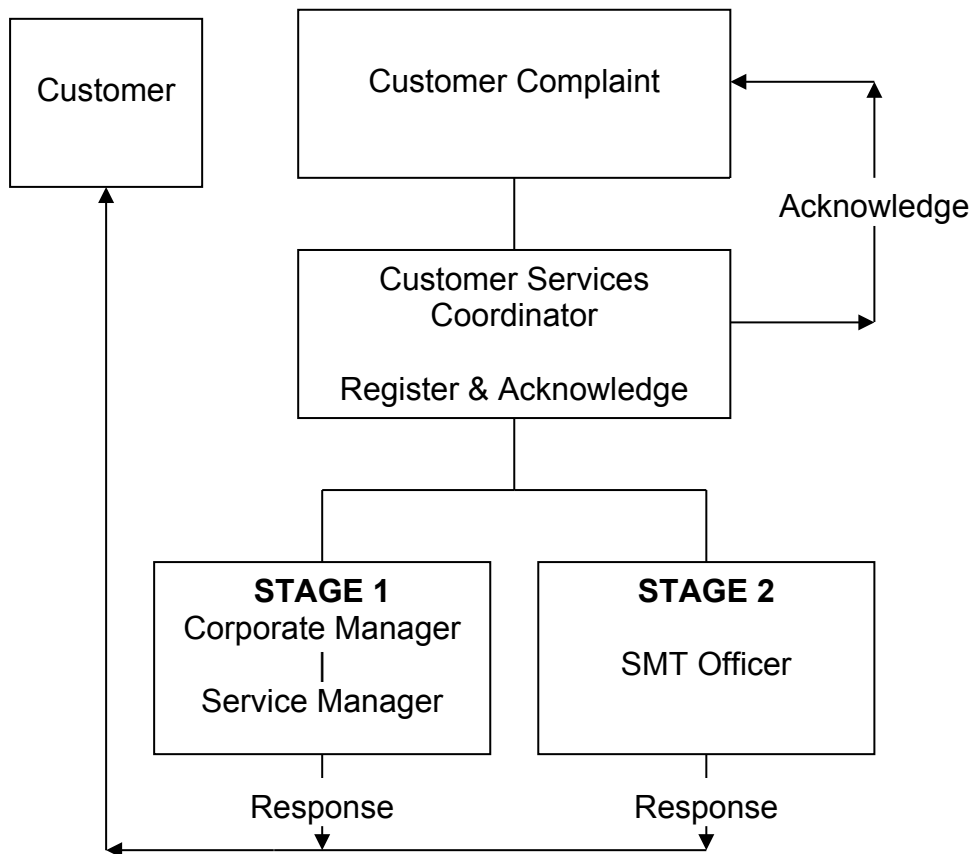 Customer
Customer Complaint
Acknowledge
Customer Services
Coordinator
Register & Acknowledge
STAGE 1
Corporate Manager
|
Service Manager
STAGE 2
SMT Officer
Response
Response